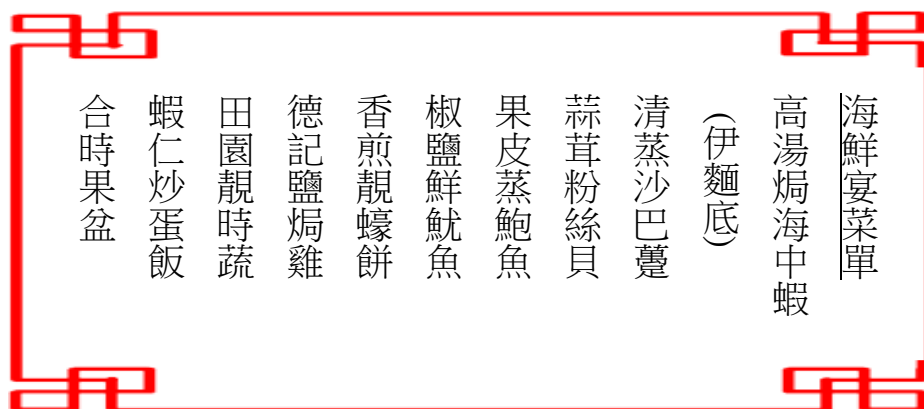 海鮮宴菜單
高湯焗海中蝦
(伊麵底)
清蒸沙巴躉
蒜茸粉絲貝
果皮蒸鮑魚
椒鹽鮮魷魚
香煎靚蠔餅
德記鹽焗雞
田園靚時蔬
蝦仁炒蛋飯
合時果盆